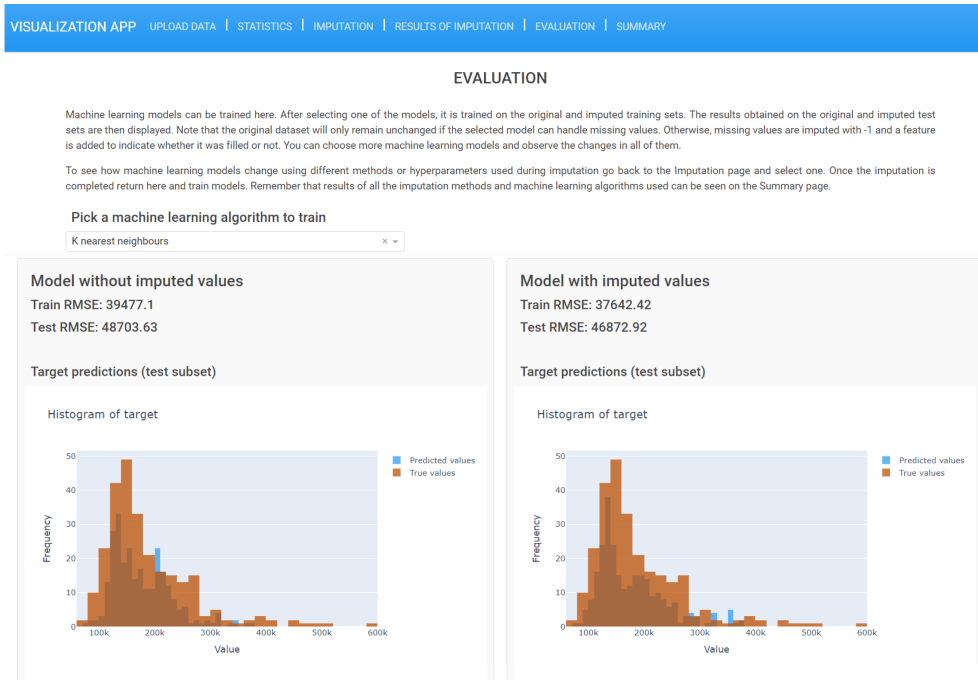 VISUALIZATION APP UPLOAD DATA | STATISTICS | IMPUTATION | RESULTS OF IMPUTATION | EVALUATION | SUMMARY
EVALUATION
Machine learning models can be trained here. After selecting one of the models, it is trained on the original and imputed training sets. The results obtained on the original and imputed test
sets are then displayed. Note that the original dataset will only remain unchanged if the selected model can handle missing values. Otherwise, missing values are imputed with -1 and a feature
is added to indicate whether it was filled or not. You can choose more machine learning models and observe the changes in all of them.
To see how machine learning models change using different methods or hyperparameters used during imputation go back to the Imputation page and select one. Once the imputation is
completed return here and train models. Remember that results of all the imputation methods and machine learning algorithms used can be seen on the Summary page.
Pick a machine learning algorithm to train
K nearest neighbours ×
Model without imputed values
Train RMSE: 39477.1
Test RMSE: 48703.63
Target predictions (test subset)
Histogram of target
Predicted values
True values
50
40
30
20
10
0
Frequency
100k 200k 300k 400k 500k 600k
Value
Model with imputed values
Train RMSE: 37642.42
Test RMSE: 46872.92
Target predictions (test subset)
Histogram of target
Predicted values
True values
50
40
30
20
10
0
Frequency
100k 200k 300k 400k 500k 600k
Value